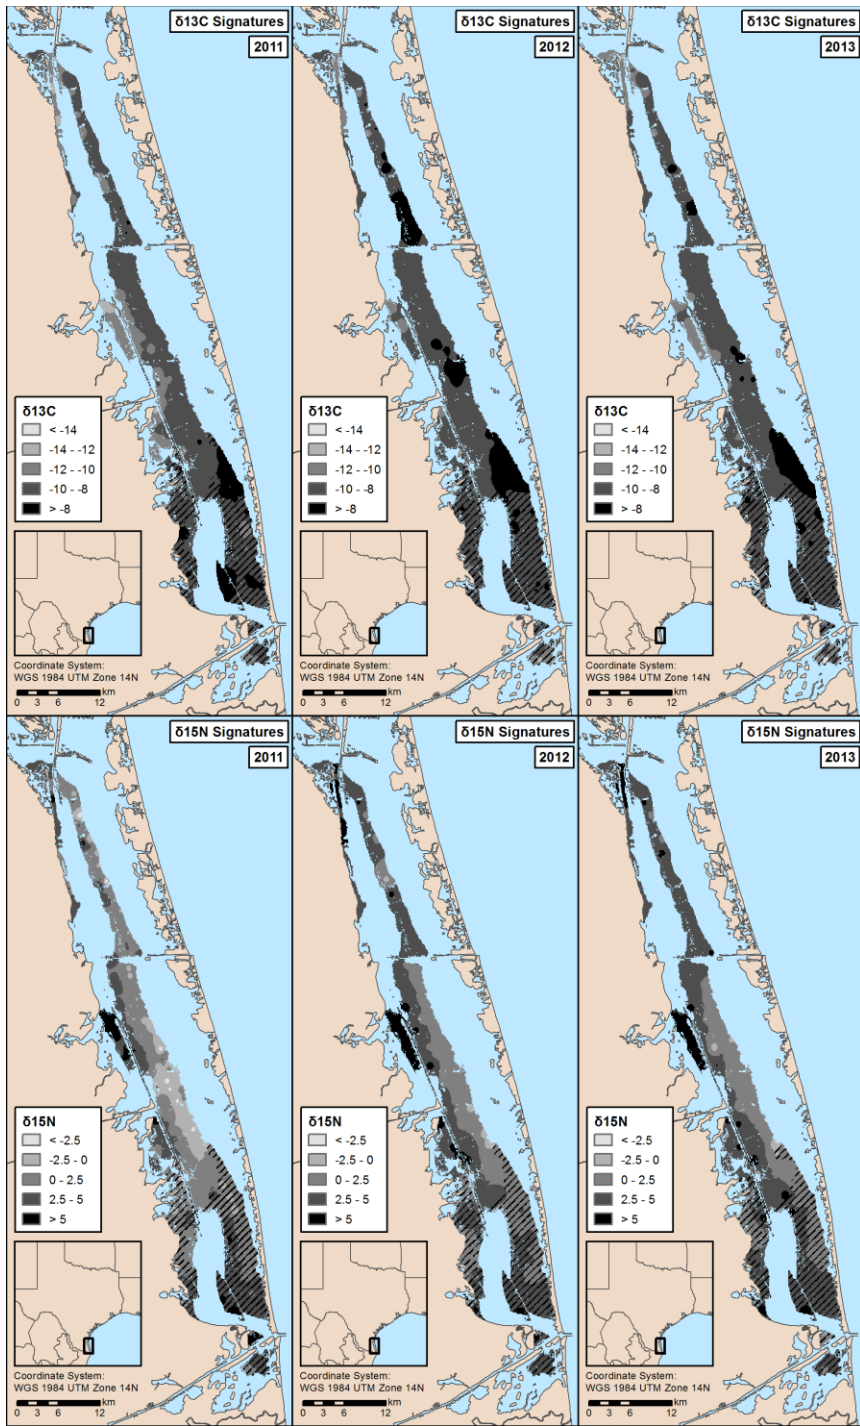 δ13C Signatures
2011
δ13C
< -14
-14 - -12
-12 - -10
-10 - -8
> -8
Coordinate System:
WGS 1984 UTM Zone 14N
km
0 3 6 12
δ13C Signatures
2012
δ13C
< -14
-14 - -12
-12 - -10
-10 - -8
> -8
Coordinate System:
WGS 1984 UTM Zone 14N
km
0 3 6 12
δ13C Signatures
2013
δ13C
< -14
-14 - -12
-12 - -10
-10 - -8
> -8
Coordinate System:
WGS 1984 UTM Zone 14N
km
0 3 6 12
δ15N Signatures
2011
δ15N
< -2.5
-2.5 - 0
0 - 2.5
2.5 - 5
> 5
Coordinate System:
WGS 1984 UTM Zone 14N
km
0 3 6 12
δ15N Signatures
2012
δ15N
< -2.5
-2.5 - 0
0 - 2.5
2.5 - 5
> 5
Coordinate System:
WGS 1984 UTM Zone 14N
km
0 3 6 12
δ15N Signatures
2013
δ15N
< -2.5
-2.5 - 0
0 - 2.5
2.5 - 5
> 5
Coordinate System:
WGS 1984 UTM Zone 14N
km
0 3 6 12